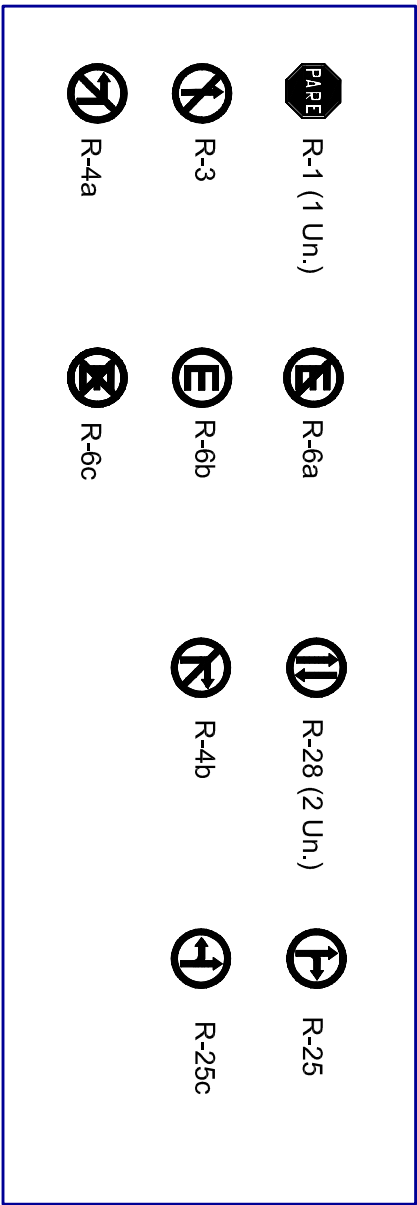 PARE R-1 (1 Un.) E R-6a R-28 (2 Un.) R-25
R-3 E R-6b R-4b R-25c
R-4a E R-6c